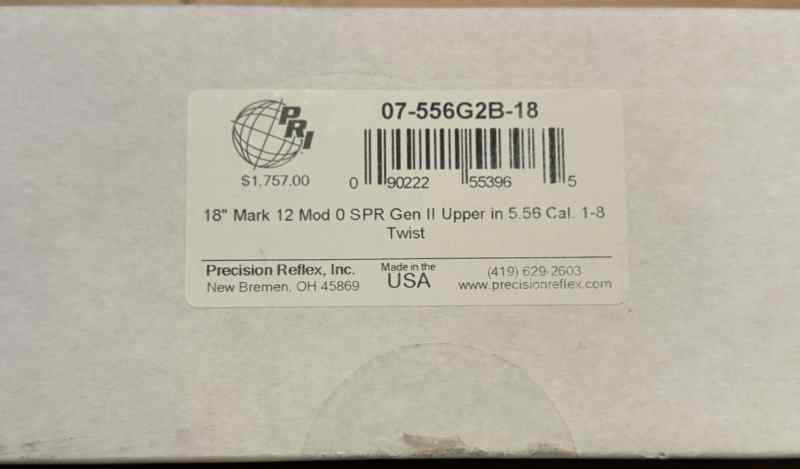 PRI
07-556G2B-18
$1,757.00
0 90222 55396 5
18" Mark 12 Mod 0 SPR Gen II Upper in 5.56 Cal. 1-8
Twist
Precision Reflex, Inc.
New Bremen, OH 45869
Made in the
USA
(419) 629-2603
www.precisionreflex.com